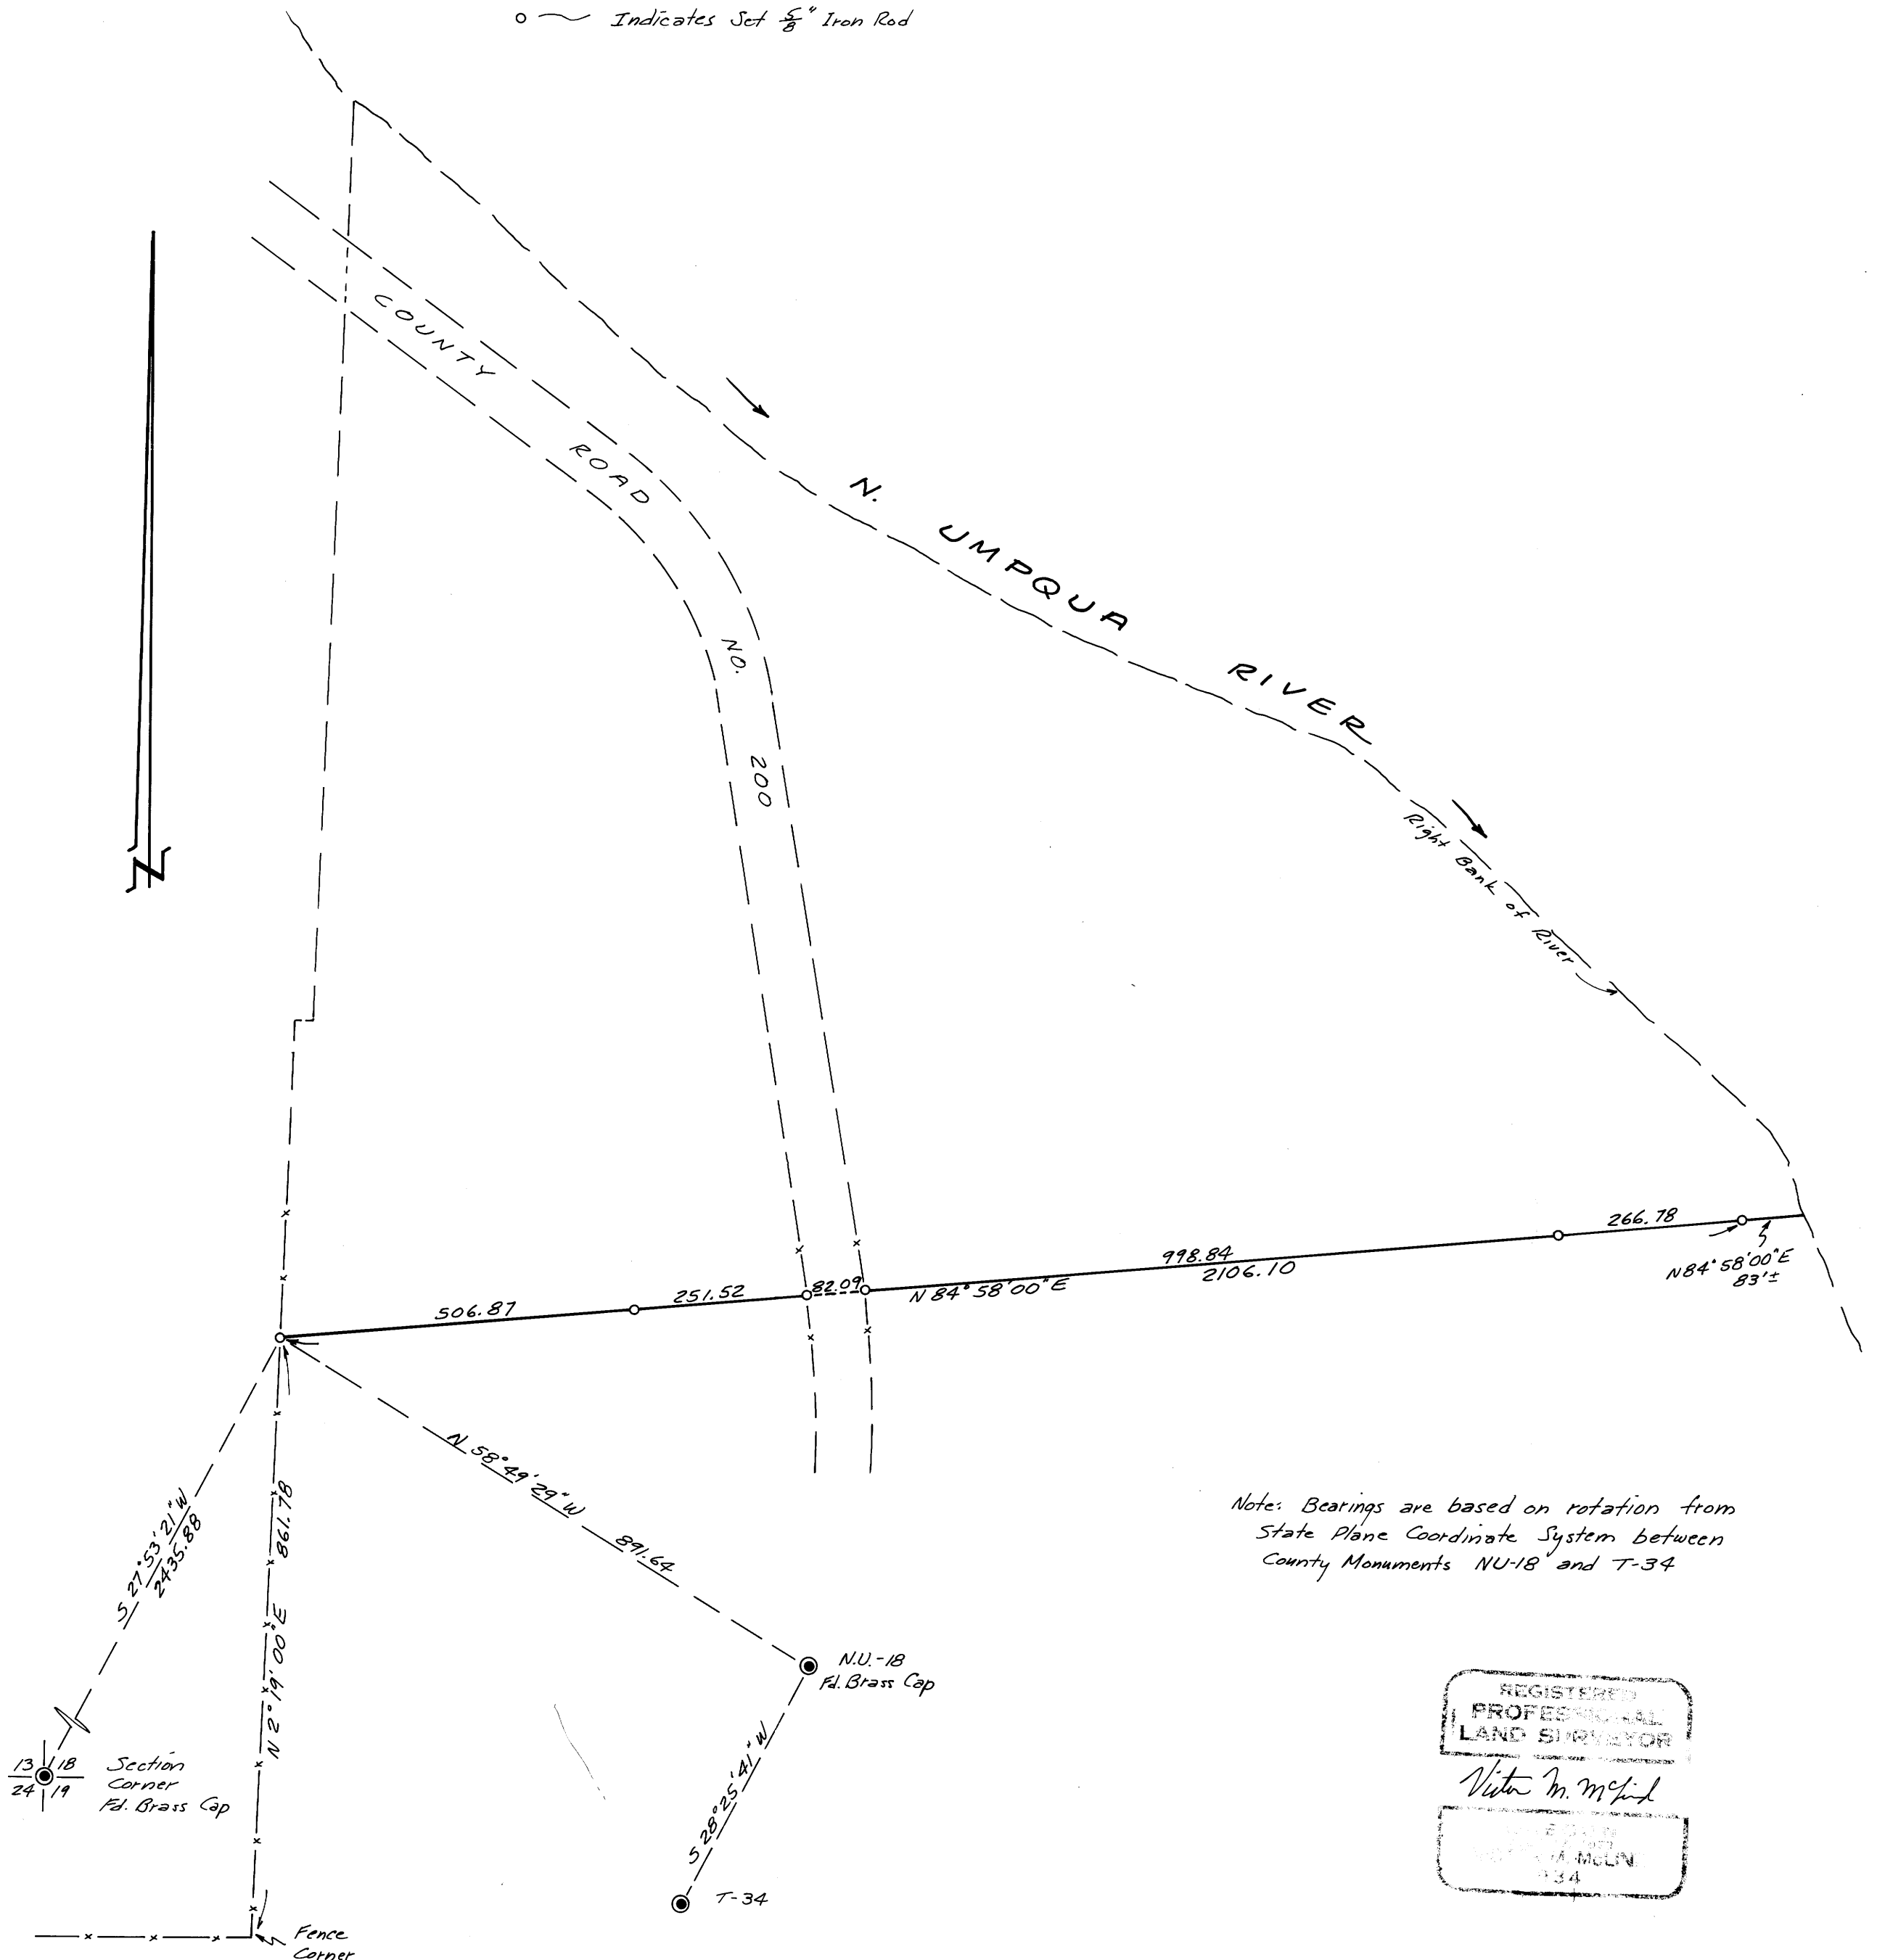 Indicates Set 5/8" Iron Rod
COUNTY
ROAD
NO.
200
N. UMPQUA RIVER
Right Bank of River
N
266.78
998.84
2106.10
N 84° 58' 00" E
N 84° 58' 00" E
83'±
82.09
251.52
506.87
N 58° 49' 29" W 891.64
S 27° 53' 21" W
2435.88
N 2° 19' 00" E 861.78
Note: Bearings are based on rotation from
State Plane Coordinate System between
County Monuments NU-18 and T-34
N.U.-18
Fd. Brass Cap
S 28° 25' 41" W
T-34
13 18
24 19
Section
Corner
Fd. Brass Cap
Fence
Corner
REGISTERED
PROFESSIONAL
LAND SURVEYOR
Victor M.